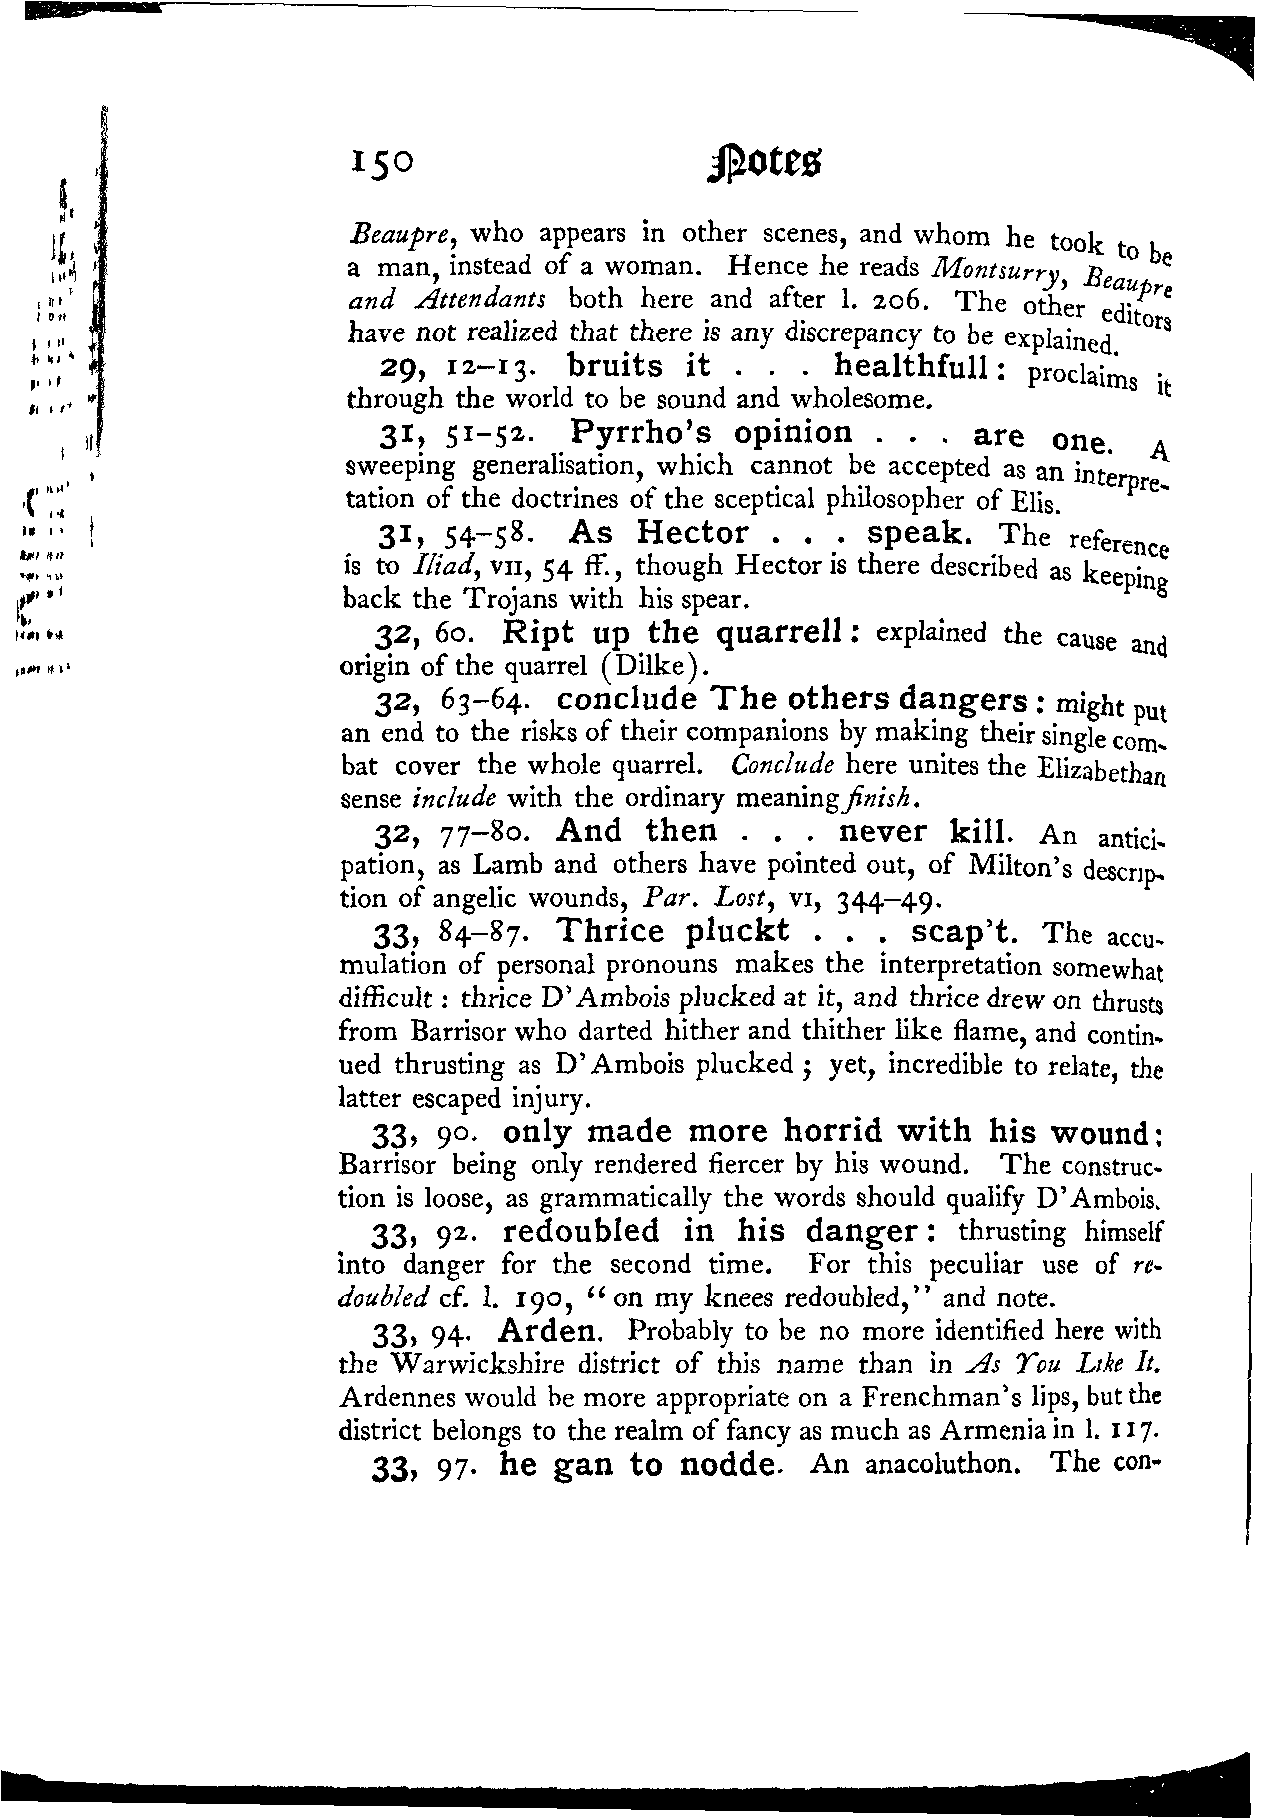 150 Notes
Beaupre, who appears in other scenes, and whom he took to be
a man, instead of a woman. Hence he reads Montsurry, Beaupre
and Attendants both here and after l. 206. The other editors
have not realized that there is any discrepancy to be explained.
29, 12–13. bruits it . . . healthfull: proclaims it
through the world to be sound and wholesome.
31, 51–52. Pyrrho's opinion . . . are one. A
sweeping generalisation, which cannot be accepted as an interpre-
tation of the doctrines of the sceptical philosopher of Elis.
31, 54–58. As Hector . . . speak. The reference
is to Iliad, VII, 54 ff., though Hector is there described as keeping
back the Trojans with his spear.
32, 60. Ript up the quarrell: explained the cause and
origin of the quarrel (Dilke).
32, 63–64. conclude The others dangers: might put
an end to the risks of their companions by making their single com-
bat cover the whole quarrel. Conclude here unites the Elizabethan
sense include with the ordinary meaning finish.
32, 77–80. And then . . . never kill. An antici-
pation, as Lamb and others have pointed out, of Milton's descrip-
tion of angelic wounds, Par. Lost, VI, 344–49.
33, 84–87. Thrice pluckt . . . scap't. The accu-
mulation of personal pronouns makes the interpretation somewhat
difficult: thrice D'Ambois plucked at it, and thrice drew on thrusts
from Barrisor who darted hither and thither like flame, and contin-
ued thrusting as D'Ambois plucked; yet, incredible to relate, the
latter escaped injury.
33, 90. only made more horrid with his wound:
Barrisor being only rendered fiercer by his wound. The construc-
tion is loose, as grammatically the words should qualify D'Ambois.
33, 92. redoubled in his danger: thrusting himself
into danger for the second time. For this peculiar use of re-
doubled cf. l. 190, "on my knees redoubled," and note.
33, 94. Arden. Probably to be no more identified here with
the Warwickshire district of this name than in As You Like It.
Ardennes would be more appropriate on a Frenchman's lips, but the
district belongs to the realm of fancy as much as Armenia in l. 117.
33, 97. he gan to nodde. An anacoluthon. The con-